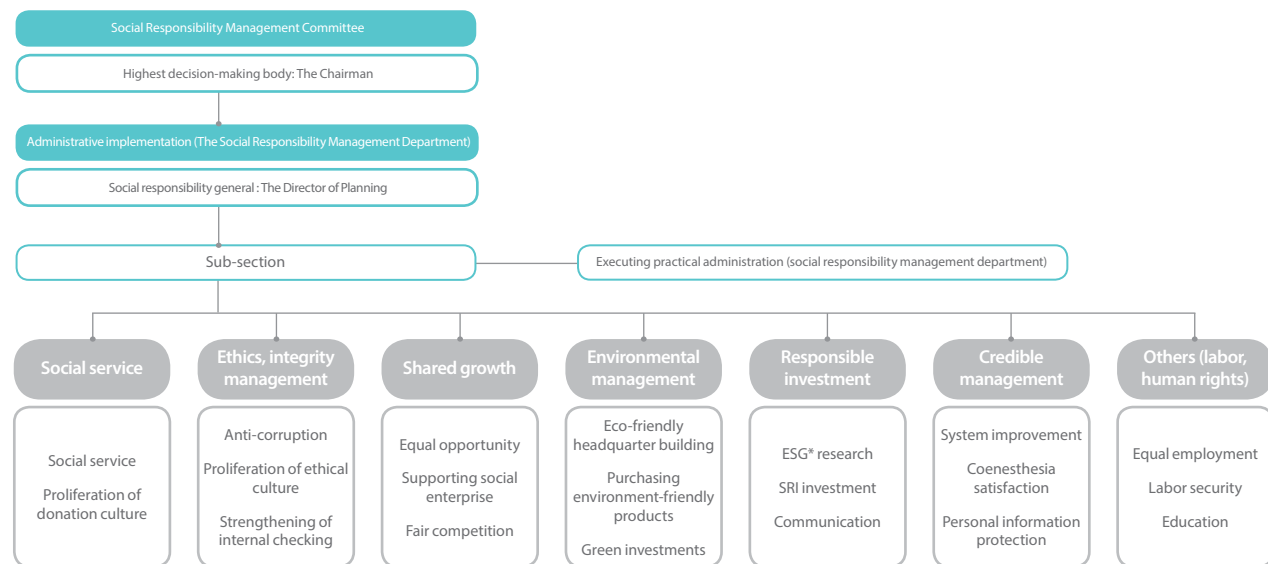 Social Responsibility Management Committee
Highest decision-making body: The Chairman
Administrative implementation (The Social Responsibility Management Department)
Social responsibility general : The Director of Planning
Sub-section
Executing practical administration (social responsibility management department)
Social service
Social service
Proliferation of
donation culture
Ethics, integrity
management
Anti-corruption
Proliferation of ethical
culture
Strengthening of
internal checking
Shared growth
Equal opportunity
Supporting social
enterprise
Fair competition
Environmental
management
Eco-friendly
headquarter building
Purchasing
environment-friendly
products
Green investments
Responsible
investment
ESG* research
SRI investment
Communication
Credible
management
System improvement
Coenesthesia
satisfaction
Personal information
protection
Others (labor,
human rights)
Equal employment
Labor security
Education